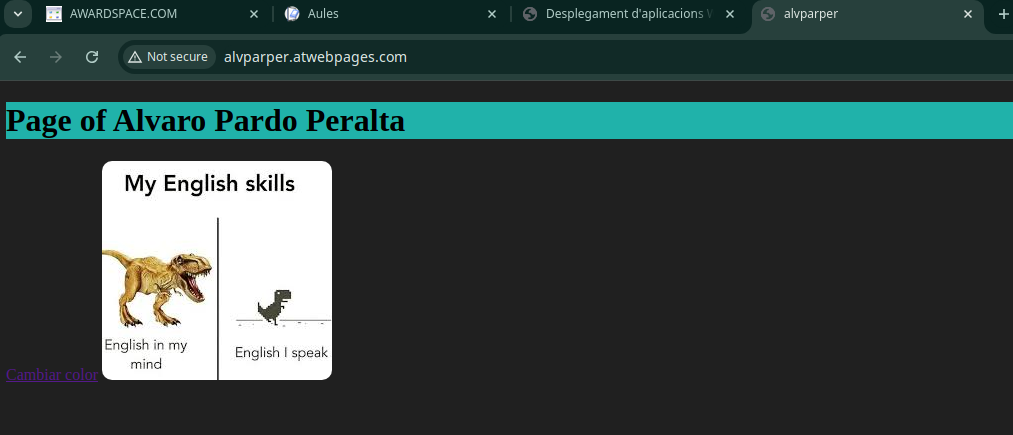 AWARDSPACE.COM
Aules
Desplegament d'aplicacions
alvparper
Not secure
alvparper.atwebpages.com
Page of Alvaro Pardo Peralta
My English skills
English in my
mind
English I speak
Cambiar color